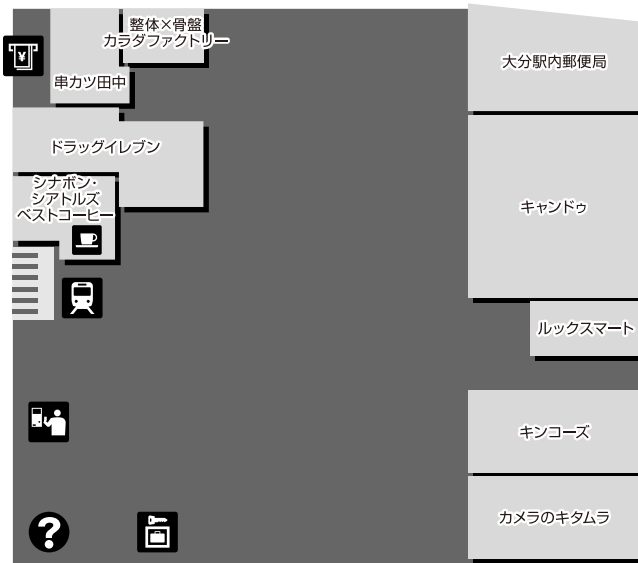 整体×骨盤
カラダファクトリー
¥
串カツ田中
大分駅内郵便局
ドラッグイレブン
シナボン・
シアトルズ
ベストコーヒー
キャンドゥ
ルックスマート
キンコーズ
カメラのキタムラ
?